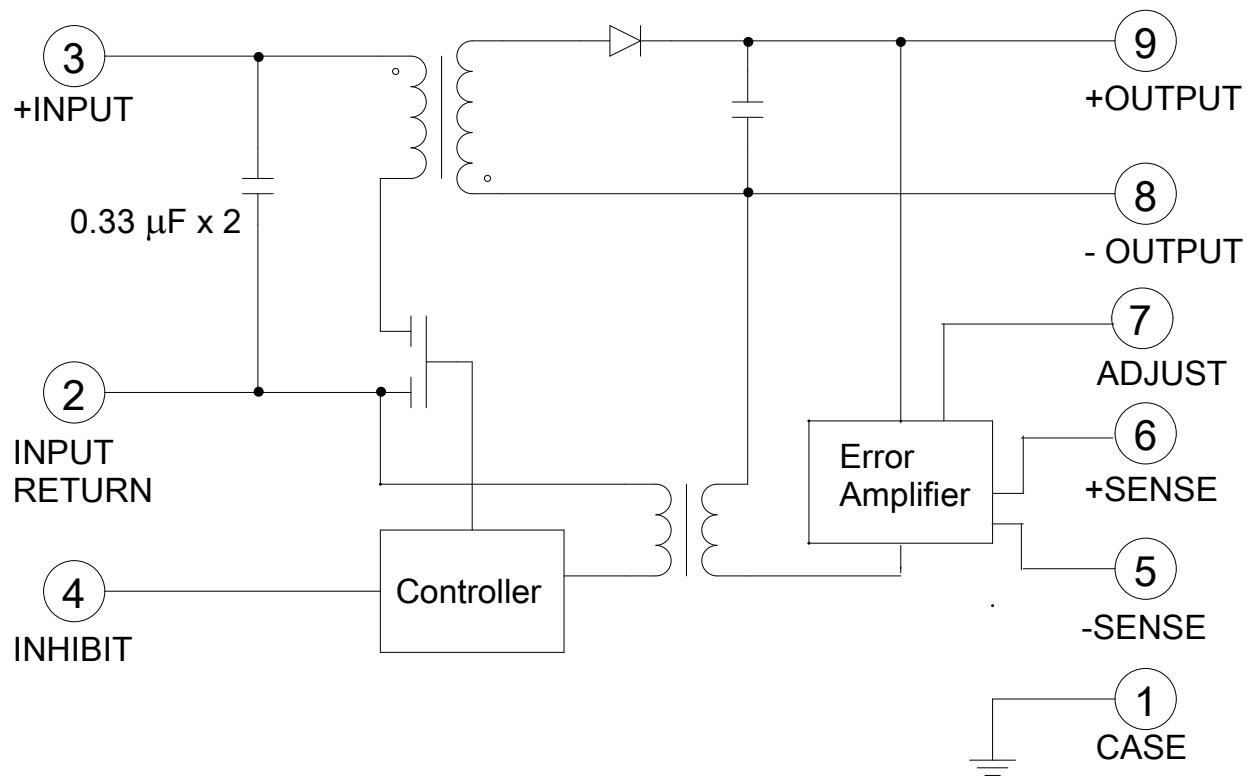 3
+INPUT
0.33 μF x 2
2
INPUT
RETURN
4
INHIBIT
Controller
Error
Amplifier
9
+OUTPUT
8
- OUTPUT
7
ADJUST
6
+SENSE
5
-SENSE
1
CASE